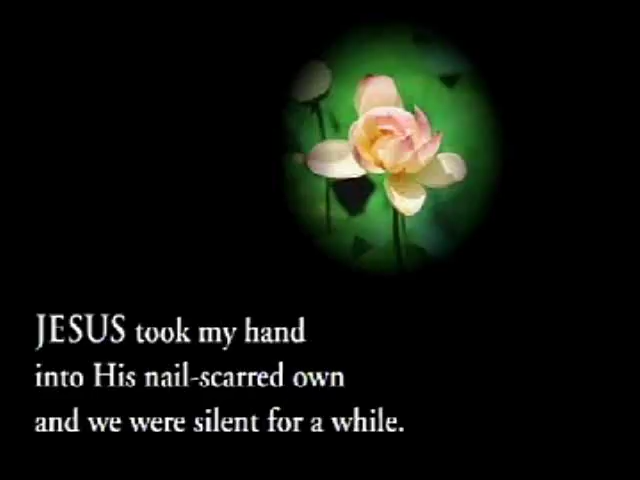 JESUS took my hand
into His nail-scarred own
and we were silent for a while.